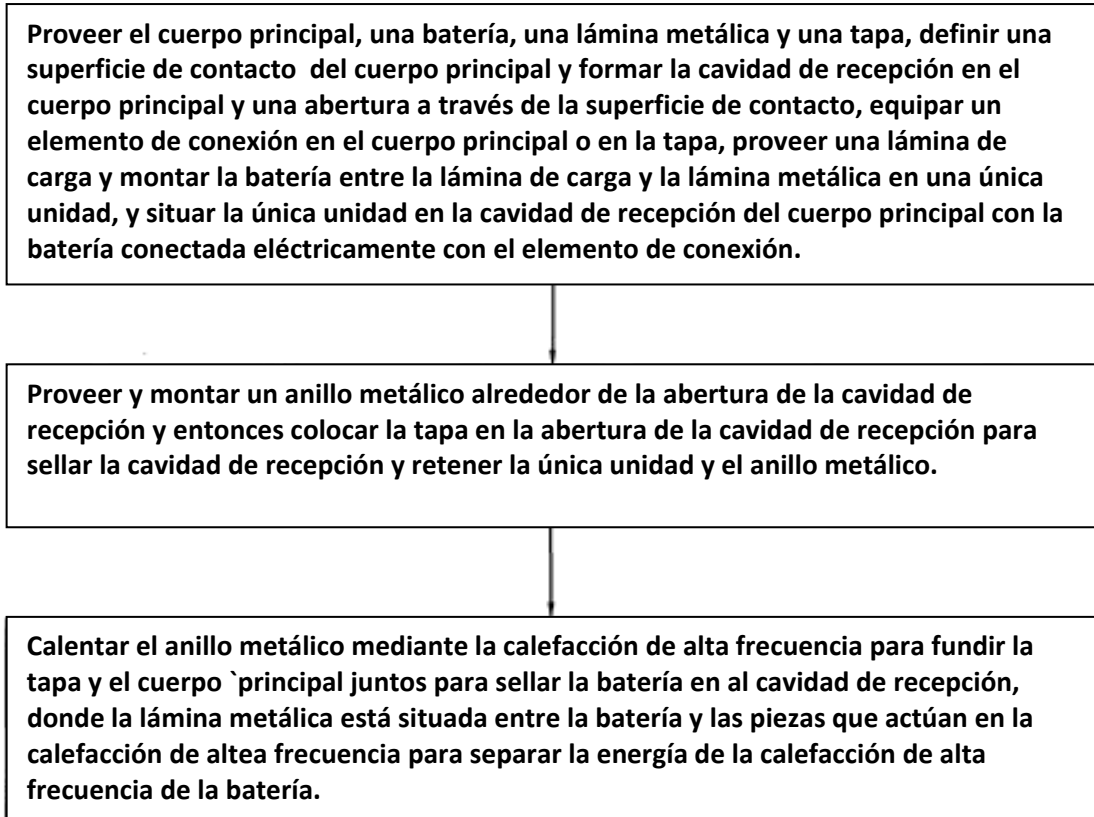 Proveer el cuerpo principal, una batería, una lámina metálica y una tapa, definir una
superficie de contacto  del cuerpo principal y formar la cavidad de recepción en el
cuerpo principal y una abertura a través de la superficie de contacto, equipar un
elemento de conexión en el cuerpo principal o en la tapa, proveer una lámina de
carga y montar la batería entre la lámina de carga y la lámina metálica en una única
unidad, y situar la única unidad en la cavidad de recepción del cuerpo principal con la
batería conectada eléctricamente con el elemento de conexión.
Proveer y montar un anillo metálico alrededor de la abertura de la cavidad de
recepción y entonces colocar la tapa en la abertura de la cavidad de recepción para
sellar la cavidad de recepción y retener la única unidad y el anillo metálico.
Calentar el anillo metálico mediante la calefacción de alta frecuencia para fundir la
tapa y el cuerpo `principal juntos para sellar la batería en al cavidad de recepción,
donde la lámina metálica está situada entre la batería y las piezas que actúan en la
calefacción de altea frecuencia para separar la energía de la calefacción de alta
frecuencia de la batería.